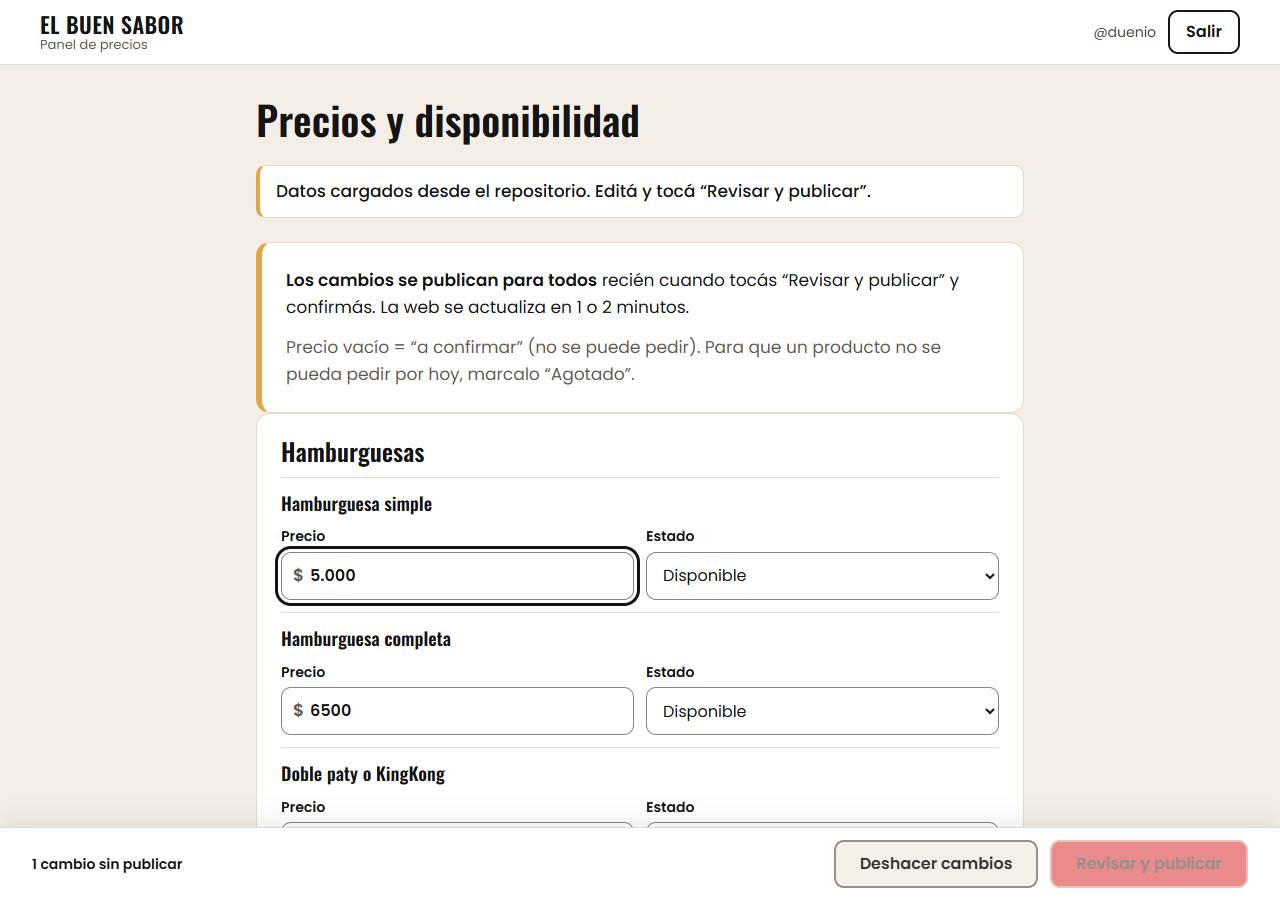 EL BUEN SABOR
Panel de precios
@duenio
Salir
Precios y disponibilidad
Datos cargados desde el repositorio. Editá y tocá “Revisar y publicar”.
Los cambios se publican para todos recién cuando tocás “Revisar y publicar” y
confirmás. La web se actualiza en 1 o 2 minutos.
Precio vacío = “a confirmar” (no se puede pedir). Para que un producto no se
pueda pedir por hoy, marcalo “Agotado”.
Hamburguesas
Hamburguesa simple
Precio
Estado
$ 5.000
Disponible
Hamburguesa completa
Precio
Estado
$ 6500
Disponible
Doble paty o KingKong
Precio
Estado
1 cambio sin publicar
Deshacer cambios
Revisar y publicar